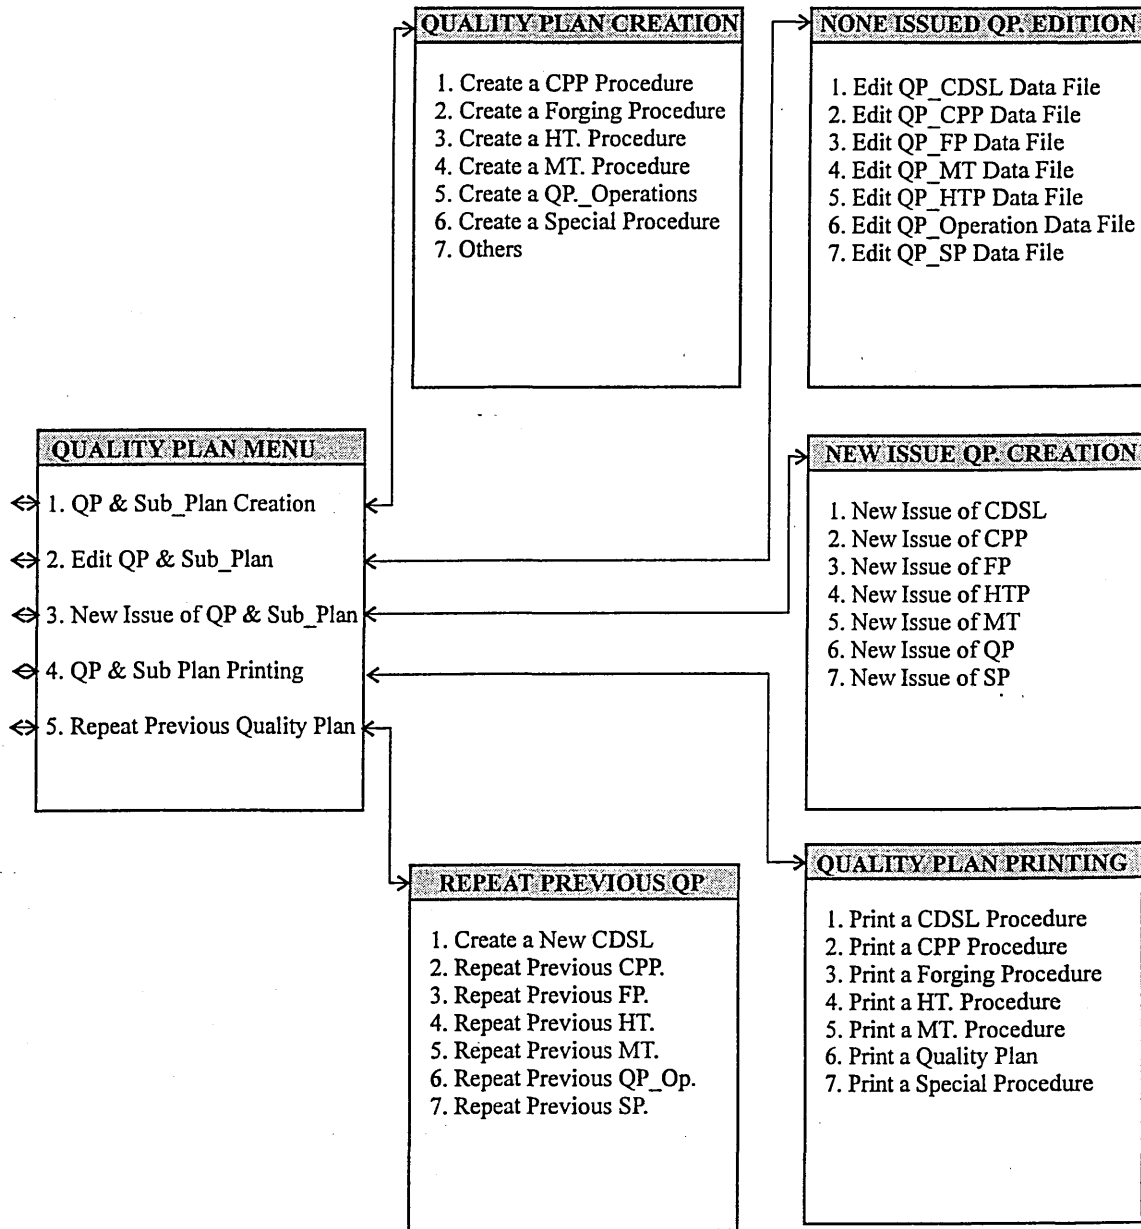 QUALITY PLAN CREATION
1. Create a CPP Procedure
2. Create a Forging Procedure
3. Create a HT. Procedure
4. Create a MT. Procedure
5. Create a QP._Operations
6. Create a Special Procedure
7. Others
NONE ISSUED QP. EDITION
1. Edit QP_CDSL Data File
2. Edit QP_CPP Data File
3. Edit QP_FP Data File
4. Edit QP_MT Data File
5. Edit QP_HTP Data File
6. Edit QP_Operation Data File
7. Edit QP_SP Data File
QUALITY PLAN MENU
1. QP & Sub_Plan Creation
2. Edit QP & Sub_Plan
3. New Issue of QP & Sub_Plan
4. QP & Sub Plan Printing
5. Repeat Previous Quality Plan
NEW ISSUE QP. CREATION
1. New Issue of CDSL
2. New Issue of CPP
3. New Issue of FP
4. New Issue of HTP
5. New Issue of MT
6. New Issue of QP
7. New Issue of SP
REPEAT PREVIOUS QP
1. Create a New CDSL
2. Repeat Previous CPP.
3. Repeat Previous FP.
4. Repeat Previous HT.
5. Repeat Previous MT.
6. Repeat Previous QP_Op.
7. Repeat Previous SP.
QUALITY PLAN PRINTING
1. Print a CDSL Procedure
2. Print a CPP Procedure
3. Print a Forging Procedure
4. Print a HT. Procedure
5. Print a MT. Procedure
6. Print a Quality Plan
7. Print a Special Procedure